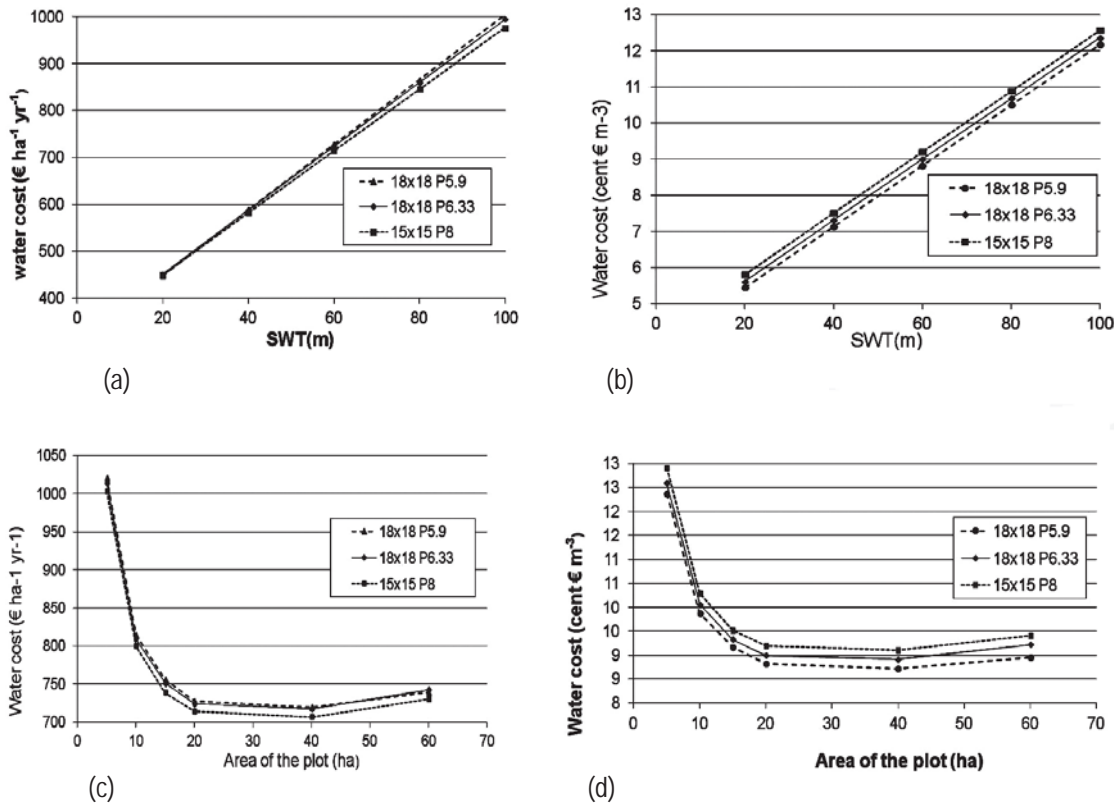 water cost (€ ha-1 yr-1)
1000
900
800
700
600
500
400
0
20
40
60
80
100
SWT(m)
18x18 P5.9
18x18 P6.33
15x15 P8
(a)
Water cost (cent € m-3)
13
12
11
10
9
8
7
6
5
0
20
40
60
80
100
SWT(m)
18x18 P5.9
18x18 P6.33
15x15 P8
(b)
Water cost (€ ha-1 yr-1)
1050
1000
950
900
850
800
750
700
0
10
20
30
40
50
60
70
Area of the plot (ha)
18x18 P5.9
18x18 P6.33
15x15 P8
(c)
Water cost (cent € m-3)
13
13
12
12
11
11
10
10
9
9
8
0
10
20
30
40
50
60
70
Area of the plot (ha)
18x18 P5.9
18x18 P6.33
15x15 P8
(d)